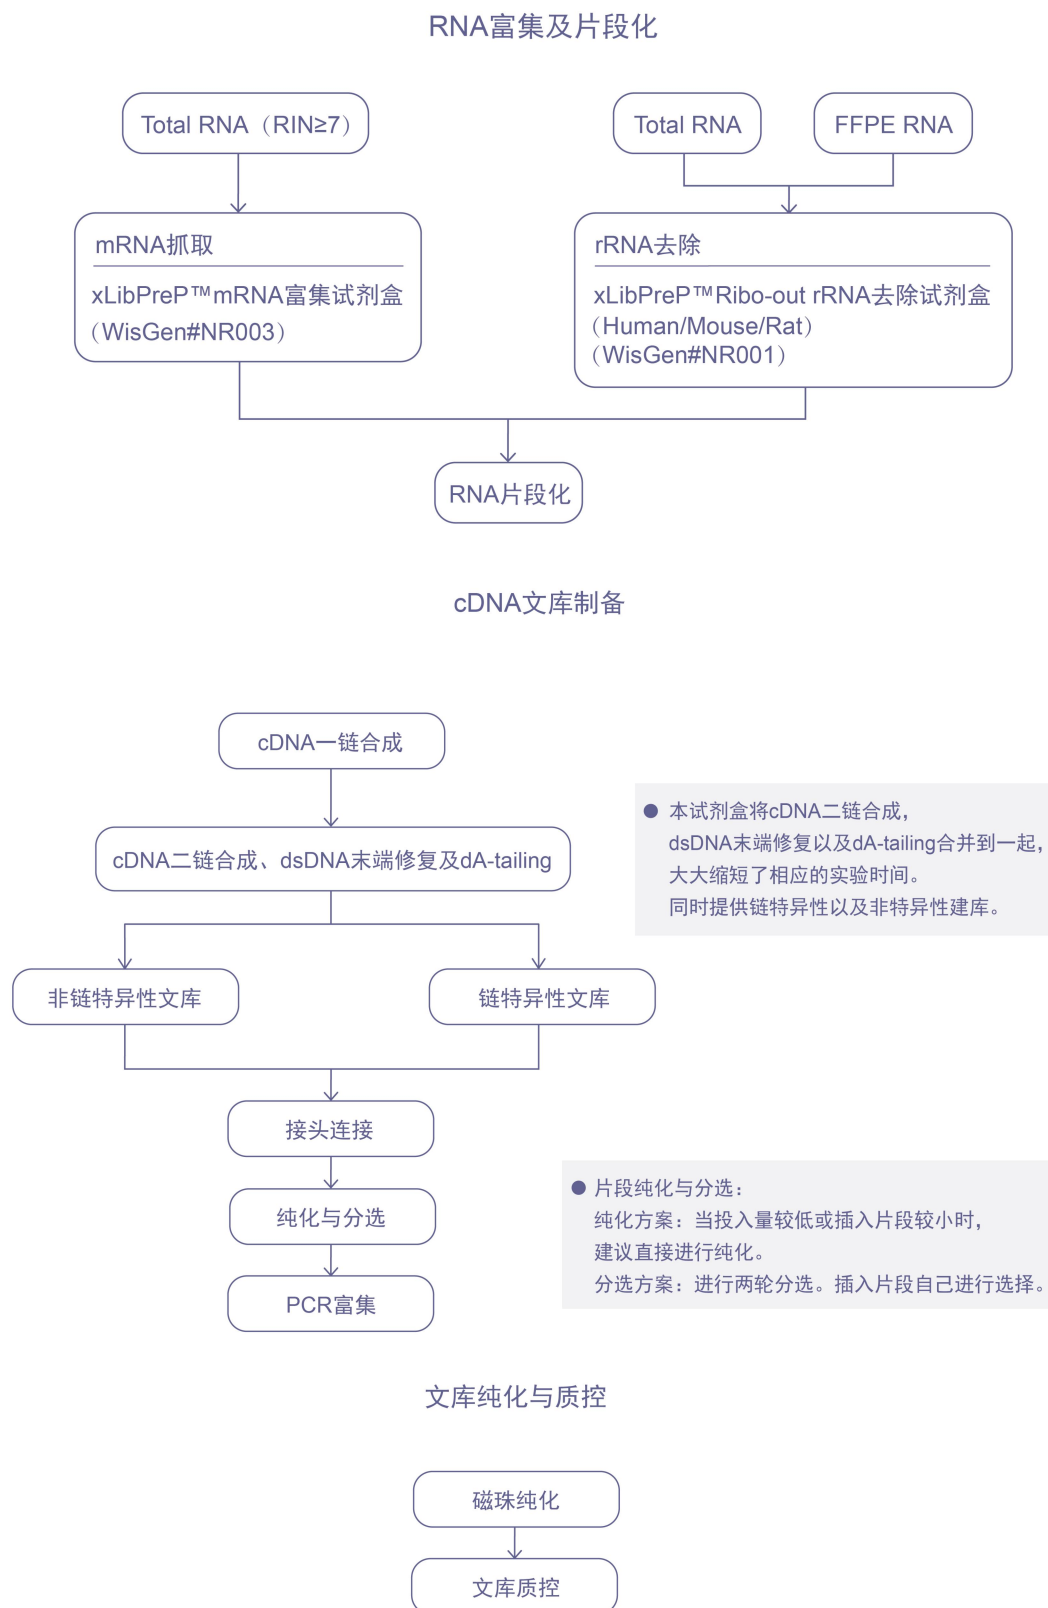 RNA富集及片段化
Total RNA（RIN≥7）
Total RNA
FFPE RNA
mRNA抓取
xLibPreP™mRNA富集试剂盒
（WisGen#NR003）
rRNA去除
xLibPreP™Ribo-out rRNA去除试剂盒
（Human/Mouse/Rat）
（WisGen#NR001）
RNA片段化
cDNA文库制备
cDNA一链合成
cDNA二链合成、dsDNA末端修复及dA-tailing
● 本试剂盒将cDNA二链合成，
dsDNA末端修复以及dA-tailing合并到一起，
大大缩短了相应的实验时间。
同时提供链特异性以及非特异性建库。
非链特异性文库
链特异性文库
接头连接
纯化与分选
PCR富集
● 片段纯化与分选：
纯化方案：当投入量较低或插入片段较小时，
建议直接进行纯化。
分选方案：进行两轮分选。插入片段自己进行选择。
文库纯化与质控
磁珠纯化
文库质控